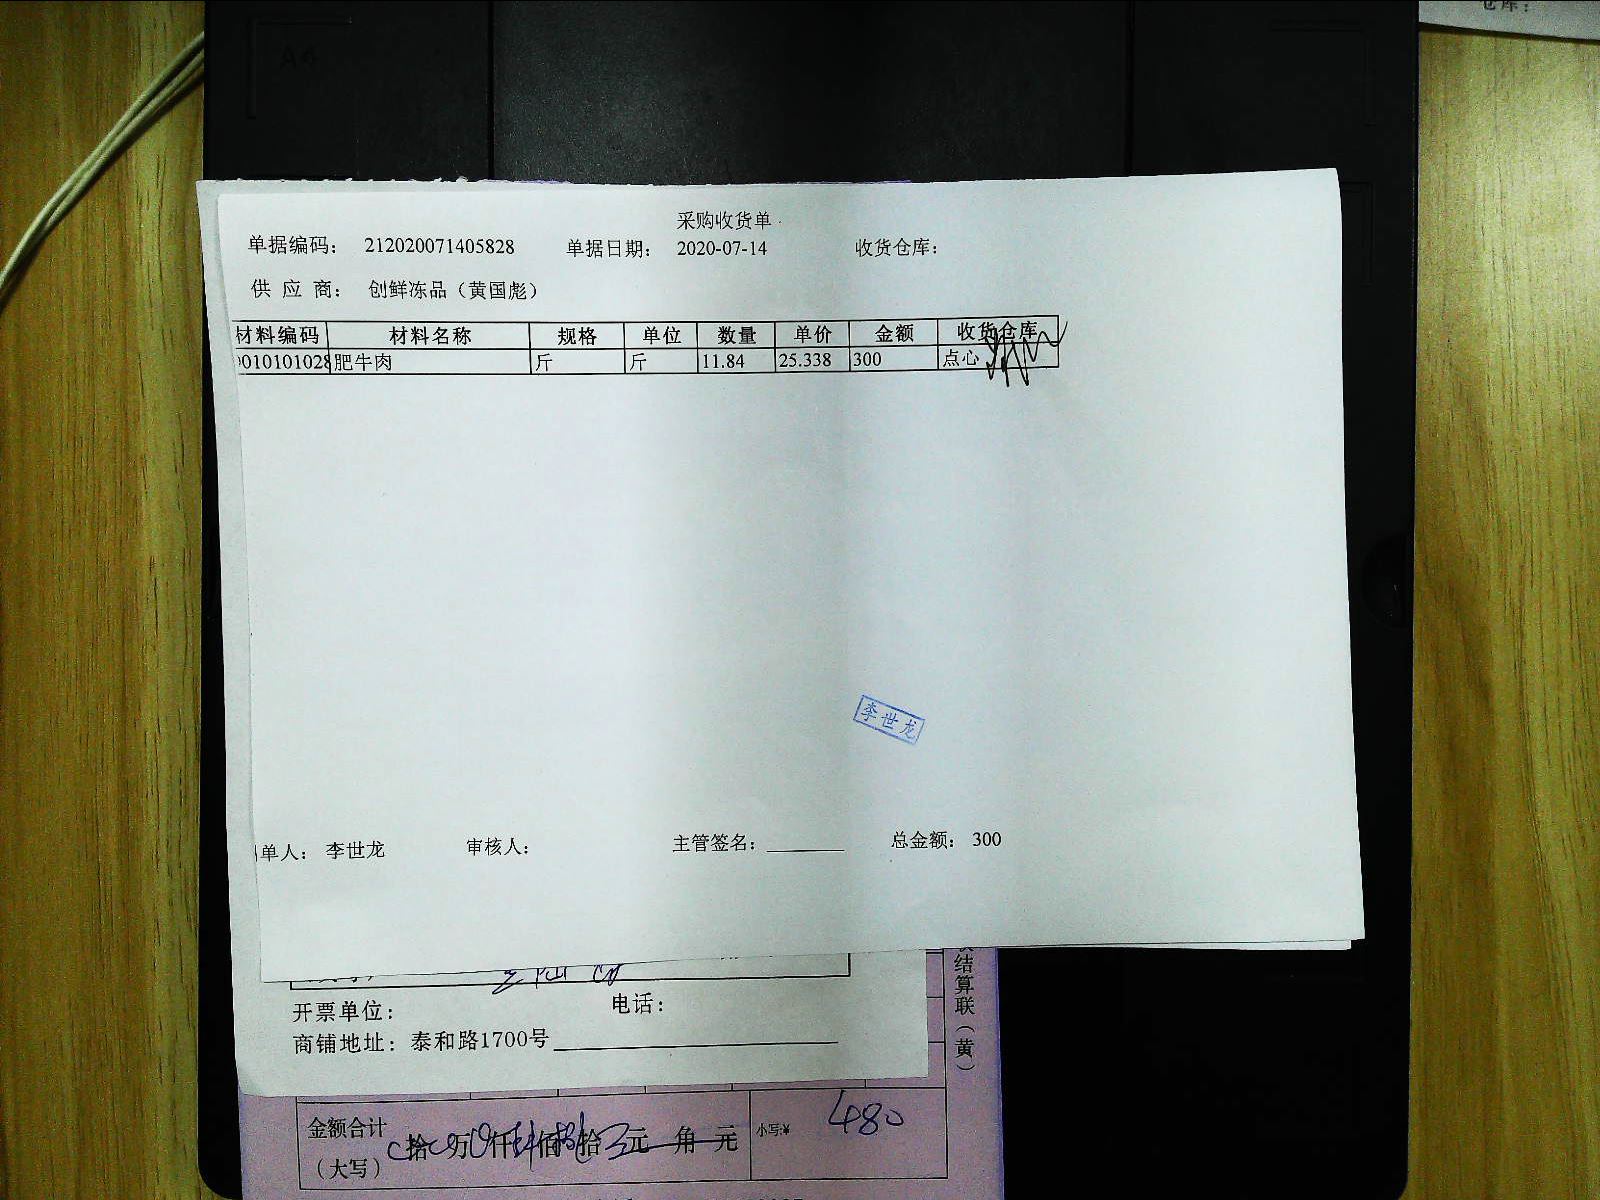 仓库：
A4
采购收货单
单据编码： 212020071405828 单据日期： 2020-07-14 收货仓库：
供 应 商： 创鲜冻品（黄国彪）
材料编码 材料名称 规格 单位 数量 单价 金额 收货仓库
010101028 肥牛肉 斤 斤 11.84 25.338 300 点心
李世龙
单人： 李世龙 审核人： 主管签名： 总金额： 300
结算联（黄）
开票单位： 电话：
商铺地址： 泰和路1700号
金额合计（大写） 拾 万 仟 佰 拾 元 角 元 小写:¥ 480